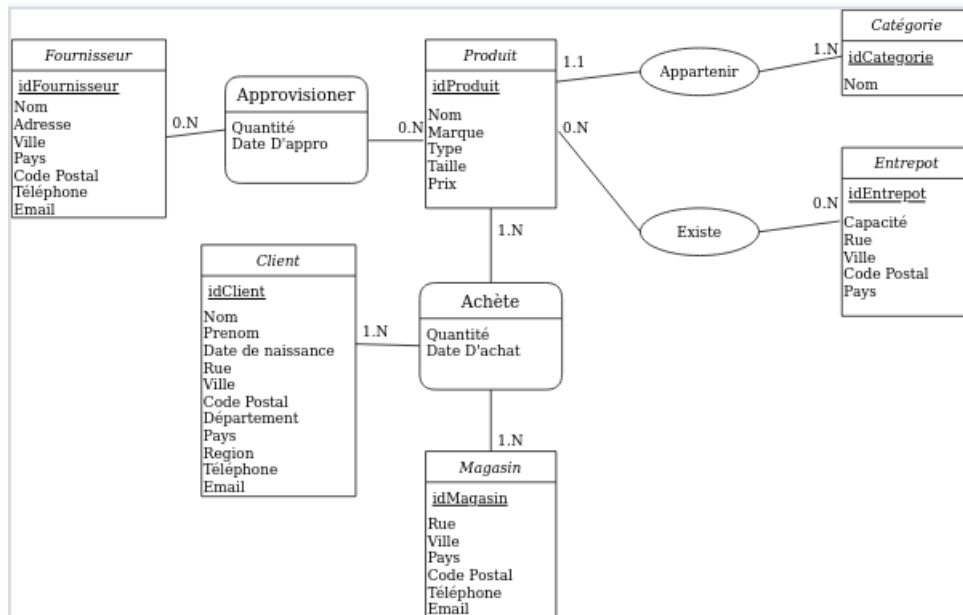 Fournisseur
idFournisseur
Nom
Adresse
Ville
Pays
Code Postal
Téléphone
Email
0.N
Approvisioner
Quantité
Date D'appro
0.N
Produit
idProduit
Nom
Marque
Type
Taille
Prix
1.1
Appartenir
1.N
Catégorie
idCategorie
Nom
0.N
Existe
0.N
Entrepot
idEntrepot
Capacité
Rue
Ville
Code Postal
Pays
1.N
Client
idClient
Nom
Prenom
Date de naissance
Rue
Ville
Code Postal
Département
Pays
Region
Téléphone
Email
1.N
Achète
Quantité
Date D'achat
1.N
Magasin
idMagasin
Rue
Ville
Pays
Code Postal
Téléphone
Email